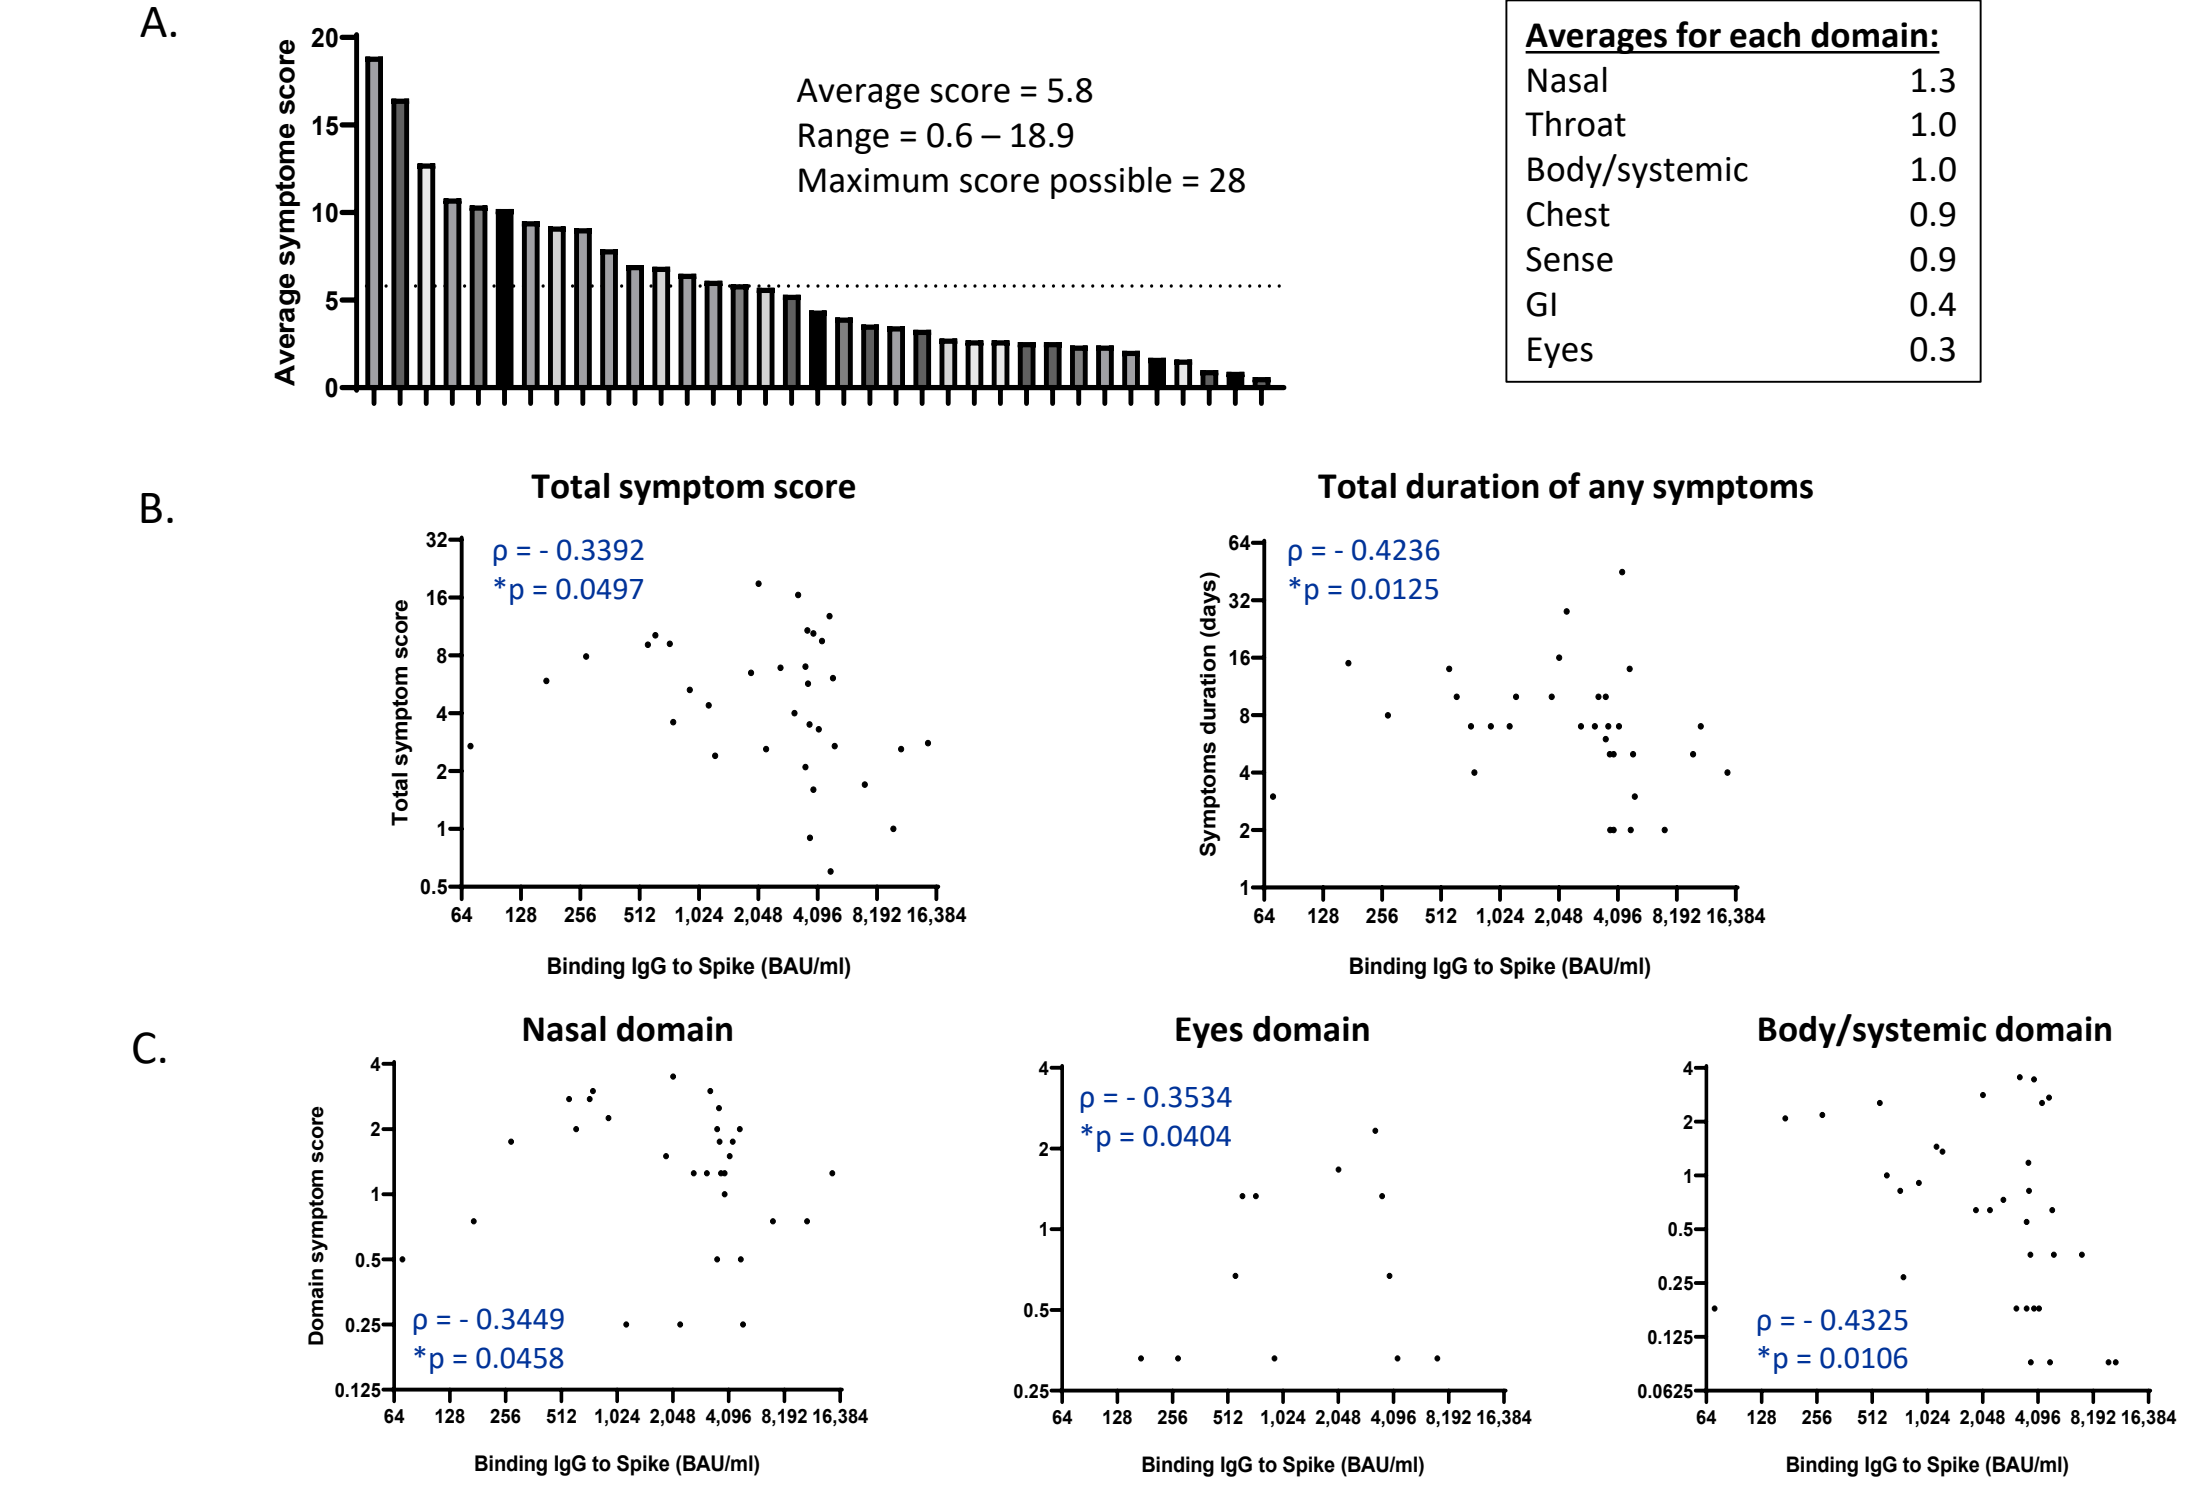 A.
Average symptome score
20
15
10
5
0
Average score = 5.8
Range = 0.6 – 18.9
Maximum score possible = 28
Averages for each domain:
Nasal 1.3
Throat 1.0
Body/systemic 1.0
Chest 0.9
Sense 0.9
GI 0.4
Eyes 0.3
B.
Total symptom score
ρ = - 0.3392
*p = 0.0497
Total symptom score
32
16
8
4
2
1
0.5
64 128 256 512 1,024 2,048 4,096 8,192 16,384
Binding IgG to Spike (BAU/ml)
Total duration of any symptoms
ρ = - 0.4236
*p = 0.0125
Symptoms duration (days)
64
32
16
8
4
2
1
64 128 256 512 1,024 2,048 4,096 8,192 16,384
Binding IgG to Spike (BAU/ml)
C.
Nasal domain
Domain symptom score
4
2
1
0.5
0.25
0.125
ρ = - 0.3449
*p = 0.0458
64 128 256 512 1,024 2,048 4,096 8,192 16,384
Binding IgG to Spike (BAU/ml)
Eyes domain
ρ = - 0.3534
*p = 0.0404
4
2
1
0.5
0.25
64 128 256 512 1,024 2,048 4,096 8,192 16,384
Binding IgG to Spike (BAU/ml)
Body/systemic domain
4
2
1
0.5
0.25
0.125
0.0625
ρ = - 0.4325
*p = 0.0106
64 128 256 512 1,024 2,048 4,096 8,192 16,384
Binding IgG to Spike (BAU/ml)